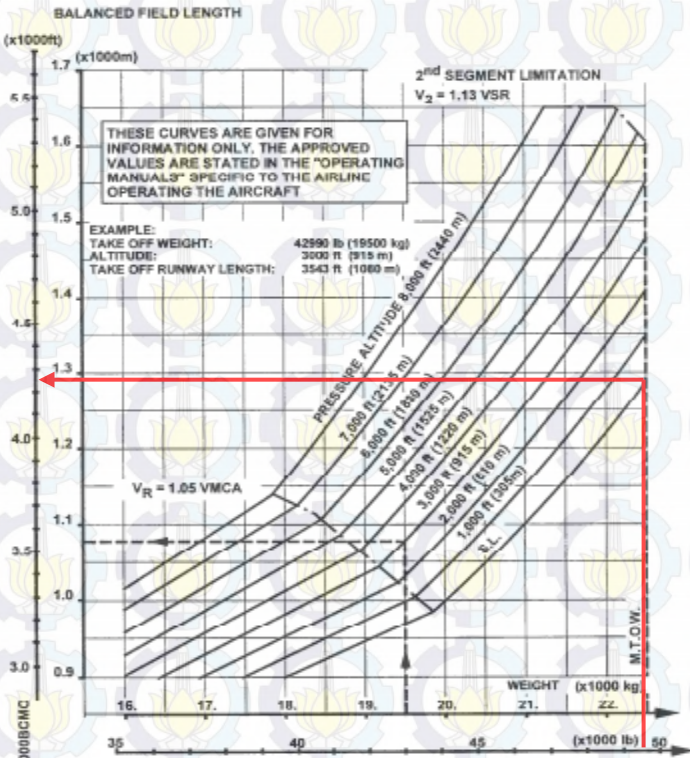 BALANCED FIELD LENGTH
(x1000ft)
(x1000m)
1.7
2nd SEGMENT LIMITATION
V2 = 1.13 VSR
5.5
1.6
THESE CURVES ARE GIVEN FOR
INFORMATION ONLY, THE APPROVED
VALUES ARE STATED IN THE "OPERATING
MANUALS" SPECIFIC TO THE AIRLINE
OPERATING THE AIRCRAFT
5.0
1.5
EXAMPLE:
TAKE OFF WEIGHT: 42990 lb (19500 kg)
ALTITUDE: 3000 ft (915 m)
TAKE OFF RUNWAY LENGTH: 3543 ft (1080 m)
1.4
4.5
PRESSURE ALTITUDE 8,000 ft (2440 m)
7,000 ft (2135 m)
6,000 ft (1830 m)
5,000 ft (1525 m)
4,000 ft (1220 m)
3,000 ft (915 m)
2,000 ft (610 m)
1,000 ft (305m)
S.L.
1.3
4.0
1.2
VR = 1.05 VMCA
1.1
3.5
1.0
M.T.OW.
3.0
0.9
WEIGHT (x1000 kg)
16. 17. 18. 19. 20. 21. 22.
(x1000 lb)
35 40 45 50
000BCMC